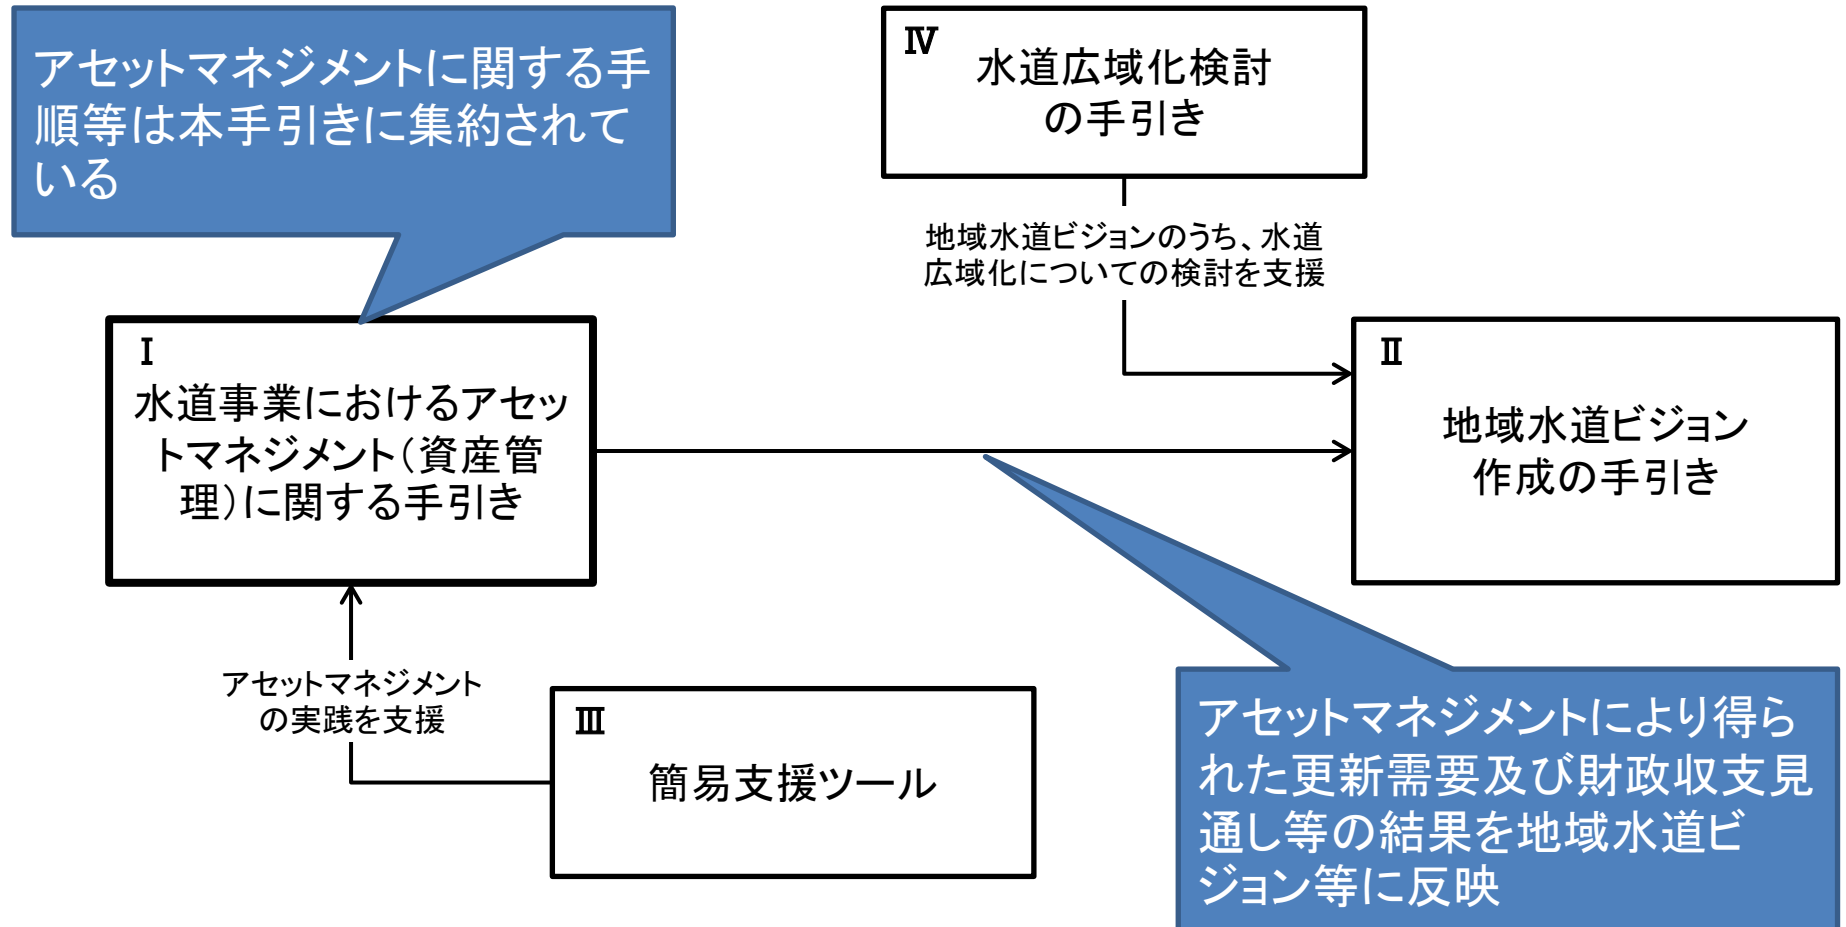 アセットマネジメントに関する手
順等は本手引きに集約されて
いる
Ⅳ
水道広域化検討
の手引き
地域水道ビジョンのうち、水道
広域化についての検討を支援
Ⅰ
水道事業におけるアセッ
トマネジメント(資産管
理)に関する手引き
Ⅱ
地域水道ビジョン
作成の手引き
アセットマネジメント
の実践を支援
Ⅲ
簡易支援ツール
アセットマネジメントにより得ら
れた更新需要及び財政収支見
通し等の結果を地域水道ビ
ジョン等に反映